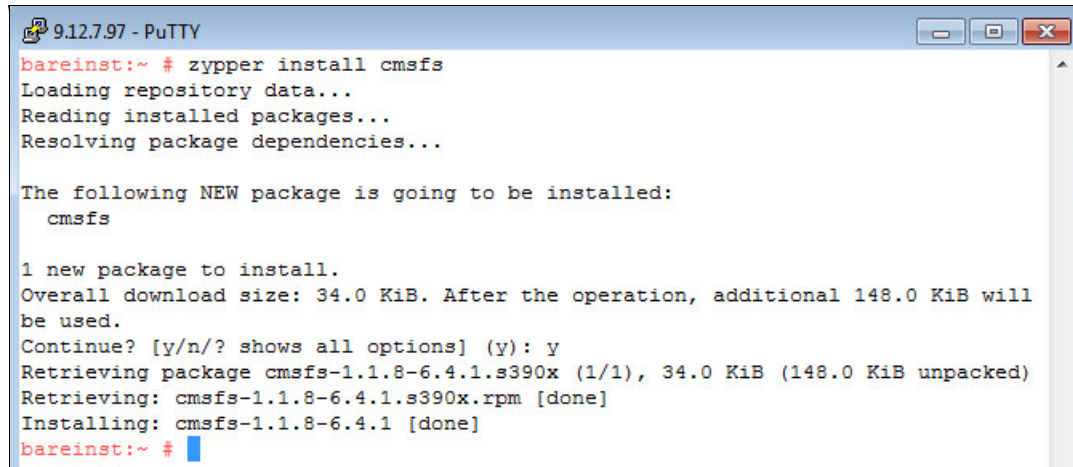 9.12.7.97 - PuTTY
bareinst:~ # zypper install cmsfs
Loading repository data...
Reading installed packages...
Resolving package dependencies...
The following NEW package is going to be installed:
cmsfs
1 new package to install.
Overall download size: 34.0 KiB. After the operation, additional 148.0 KiB will
be used.
Continue? [y/n/? shows all options] (y): y
Retrieving package cmsfs-1.1.8-6.4.1.s390x (1/1), 34.0 KiB (148.0 KiB unpacked)
Retrieving: cmsfs-1.1.8-6.4.1.s390x.rpm [done]
Installing: cmsfs-1.1.8-6.4.1 [done]
bareinst:~ #